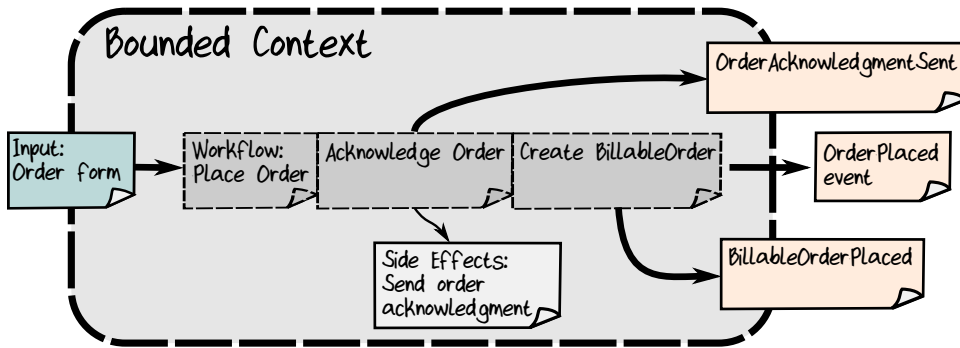 Bounded Context
OrderAcknowledgmentSent
Input:
Order form
Workflow:
Place Order
Acknowledge Order
Create BillableOrder
OrderPlaced
event
Side Effects:
Send order
acknowledgment
BillableOrderPlaced